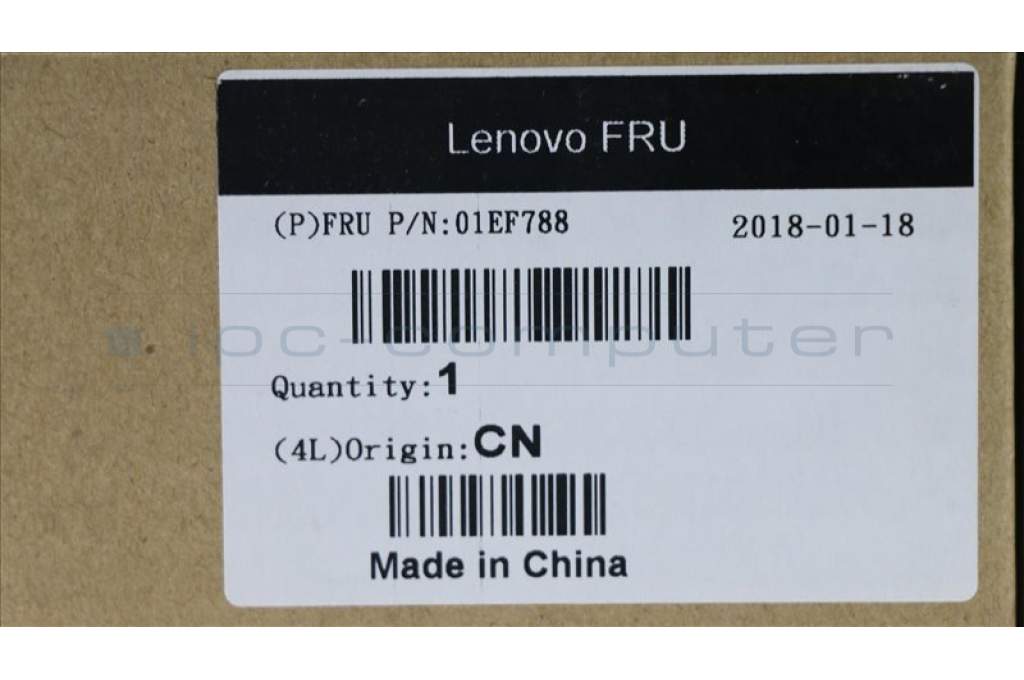 Lenovo FRU
(P)FRU P/N:01EF788 2018-01-18
ioc-computer
Quantity:1
(4L)Origin:CN
Made in China